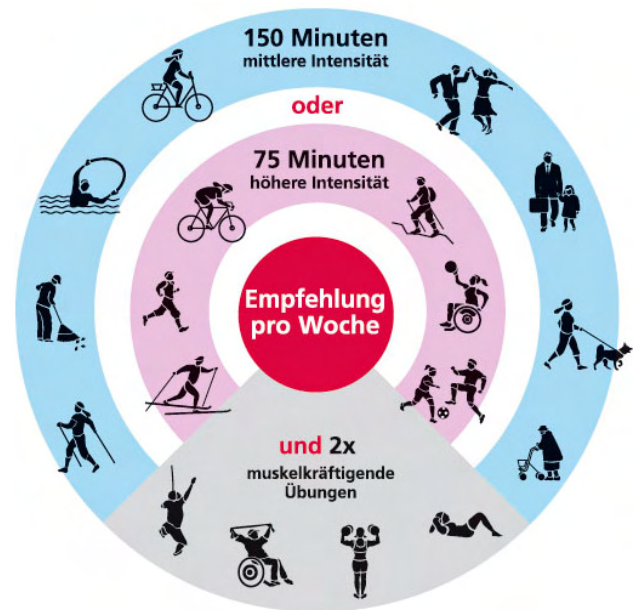 150 Minuten
mittlere Intensität
oder
75 Minuten
höhere Intensität
Empfehlung
pro Woche
und 2x
muskelkräftigende
Übungen